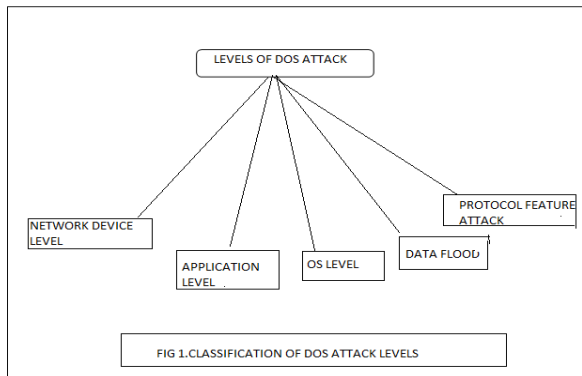 LEVELS OF DOS ATTACK
NETWORK DEVICE
LEVEL
APPLICATION
LEVEL
OS LEVEL
DATA FLOOD
PROTOCOL FEATURE
ATTACK
FIG 1.CLASSIFICATION OF DOS ATTACK LEVELS